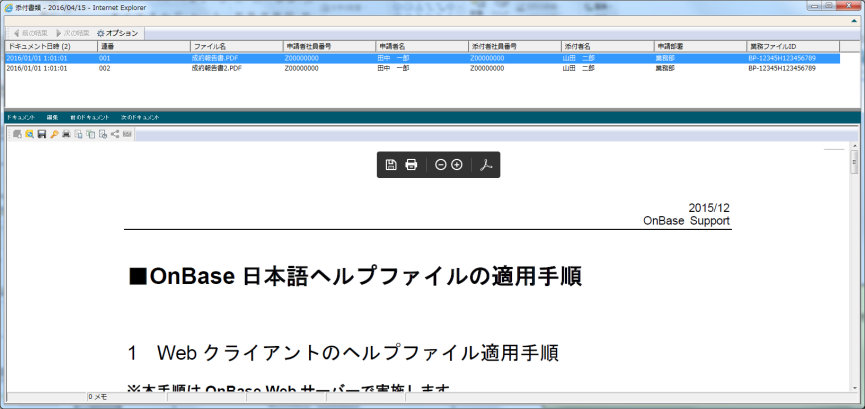 添付書類 - 2016/04/15 - Internet Explorer
前の結果 次の結果 オプション
ドキュメント日時 (2) 連番 ファイル名 申請者社員番号 申請者名 添付者社員番号 添付者名 申請部署 業務ファイルID
2016/01/01 1:01:01 001 成約報告書.PDF Z00000000 田中 一郎 Z00000000 山田 二郎 業務部 BP-12345H123456789
2016/01/01 1:01:01 002 成約報告書2.PDF Z00000000 田中 一郎 Z00000000 山田 二郎 業務部 BP-12345H123456789
ドキュメント 編集 前のドキュメント 次のドキュメント
2015/12
OnBase Support
■OnBase 日本語ヘルプファイルの適用手順
1 Web クライアントのヘルプファイル適用手順
※本手順は OnBase Web サーバーで実施します
0 メモ